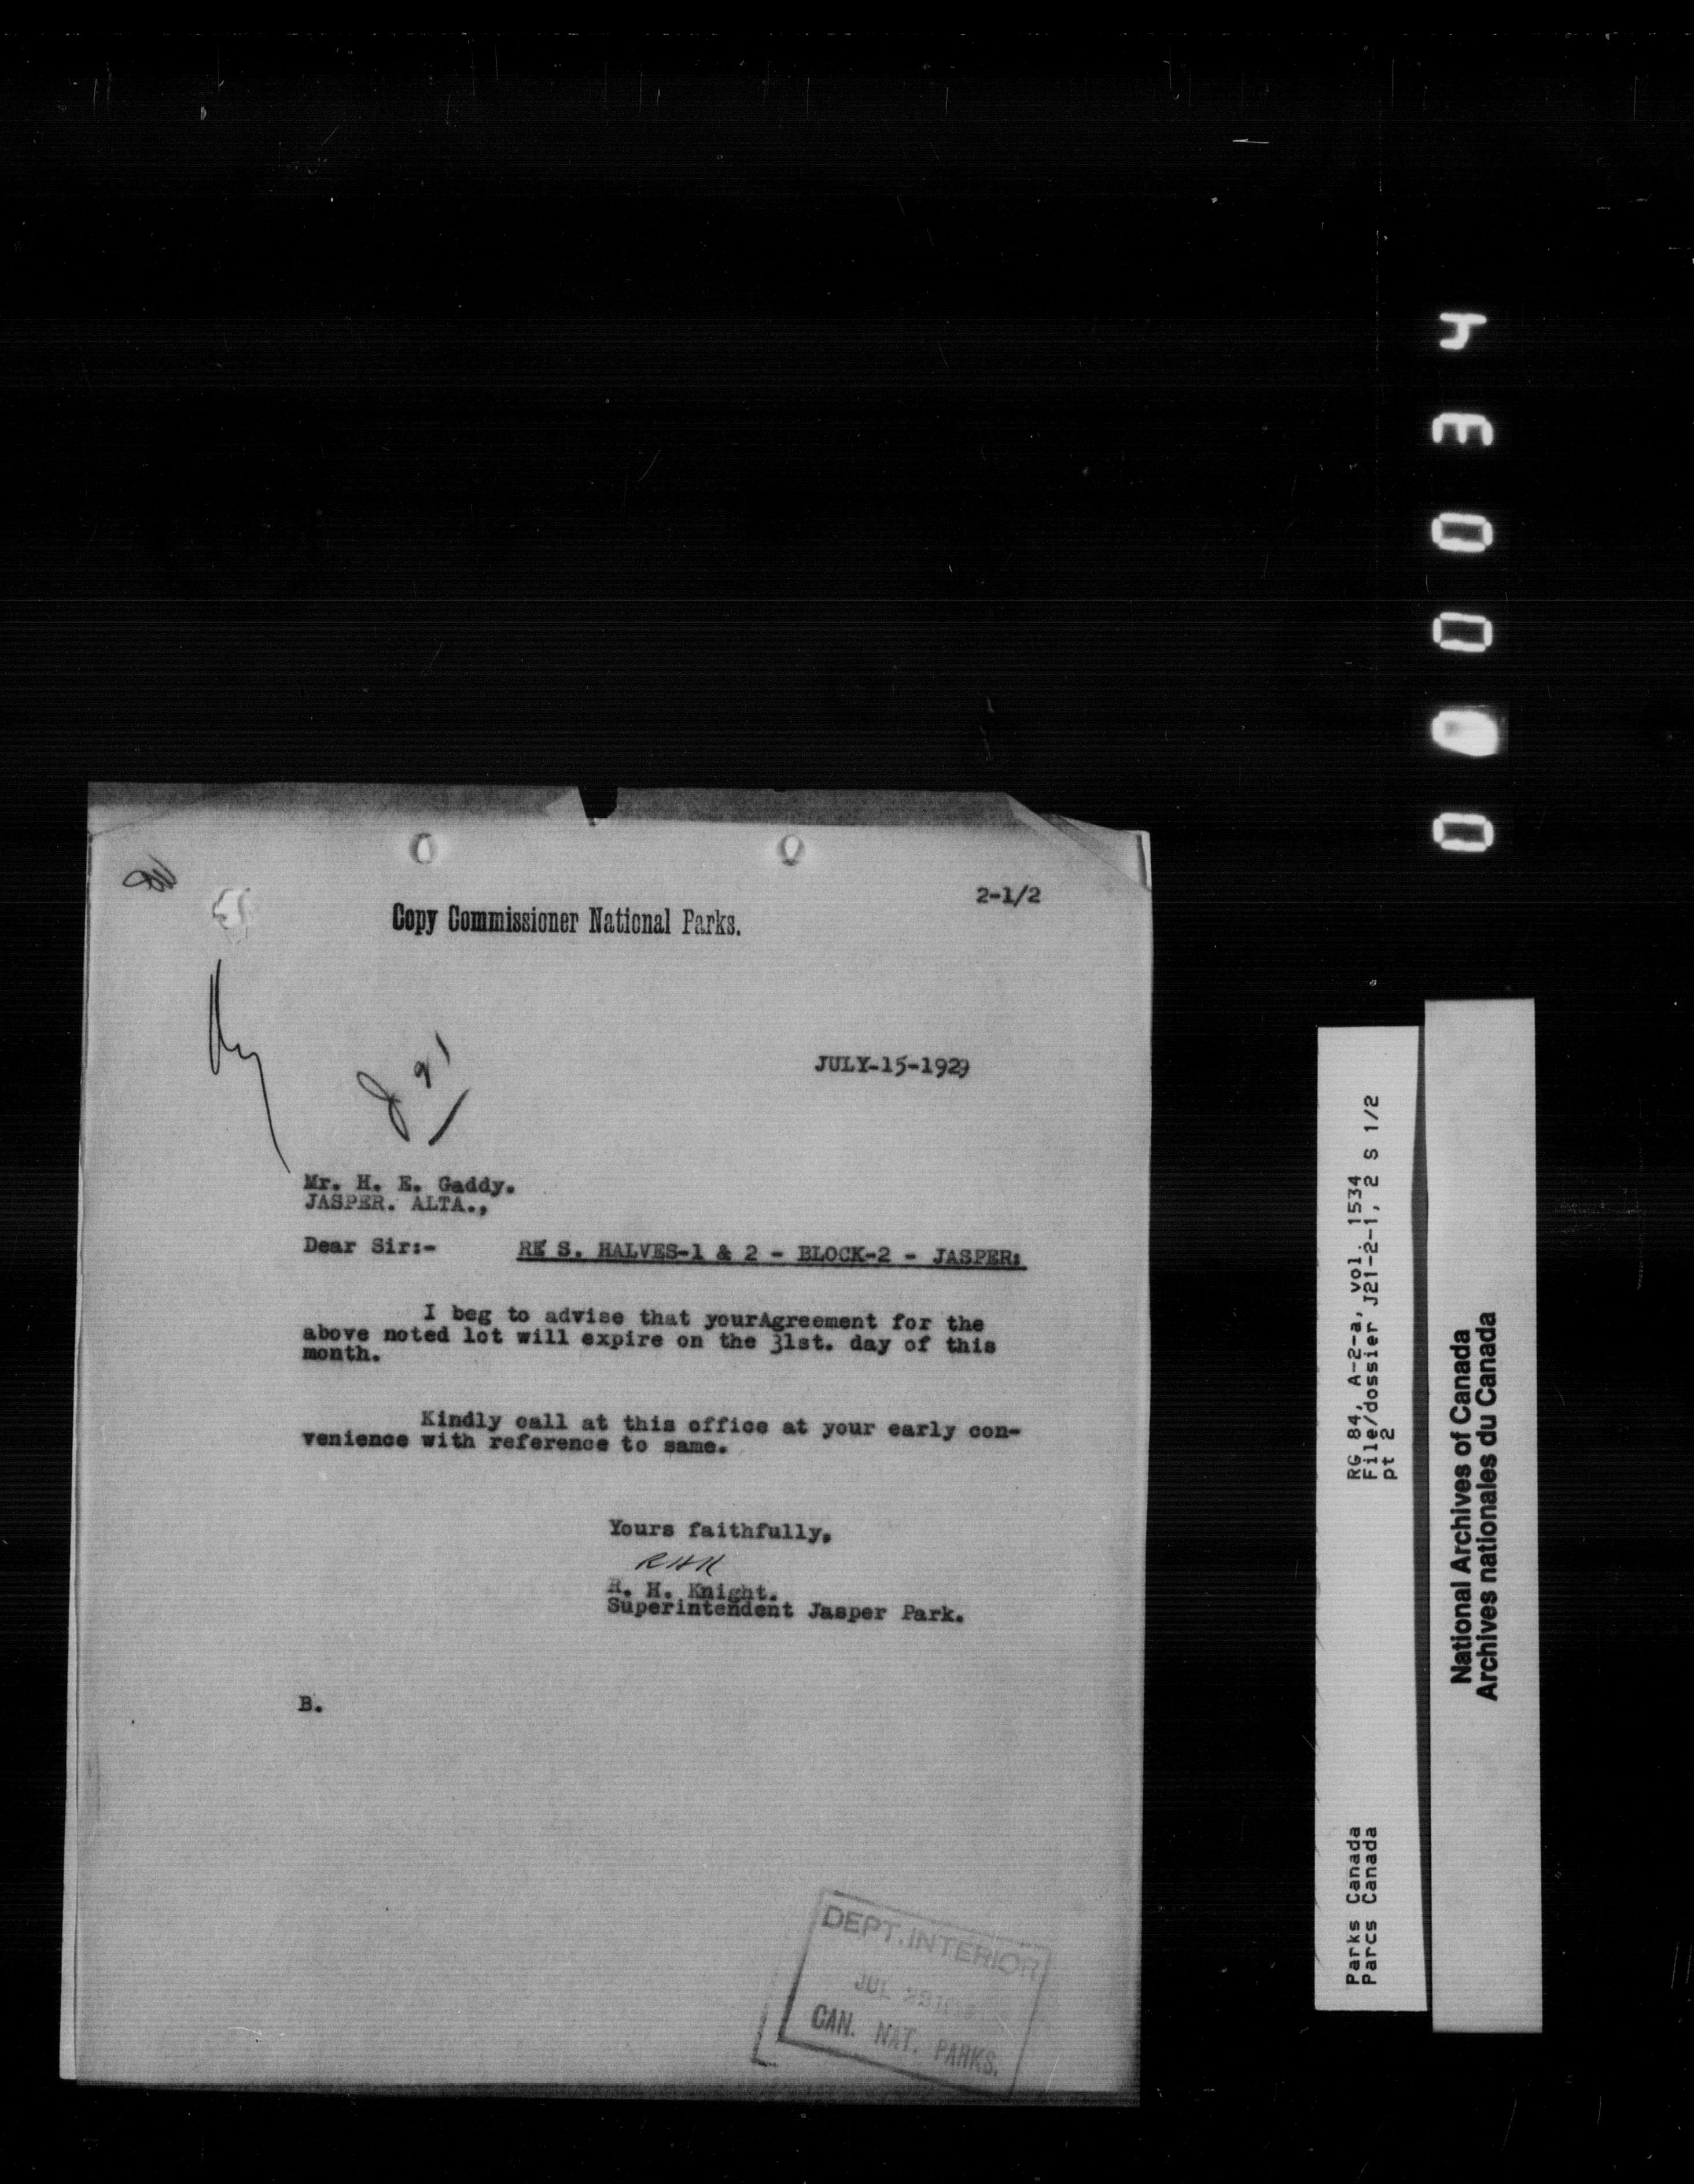 2-1/2
Copy Commissioner National Parks.
JULY-15-1929
Mr. H. E. Gaddy.
JASPER. ALTA.,
Dear Sir:- RE S. HALVES-1 & 2 - BLOCK-2 - JASPER:
I beg to advise that yourAgreement for the
above noted lot will expire on the 31st. day of this
month.
Kindly call at this office at your early con-
venience with reference to same.
Yours faithfully,
RHK
R. H. Knight.
Superintendent Jasper Park.
B.
DEPT. INTERIOR
JUL
CAN. NAT. PARKS.
RG 84, A-2-a, vol. 1534
File/dossier J21-2-1, 2 S 1/2
pt 2
Parks Canada
Parcs Canada
National Archives of Canada
Archives nationales du Canada